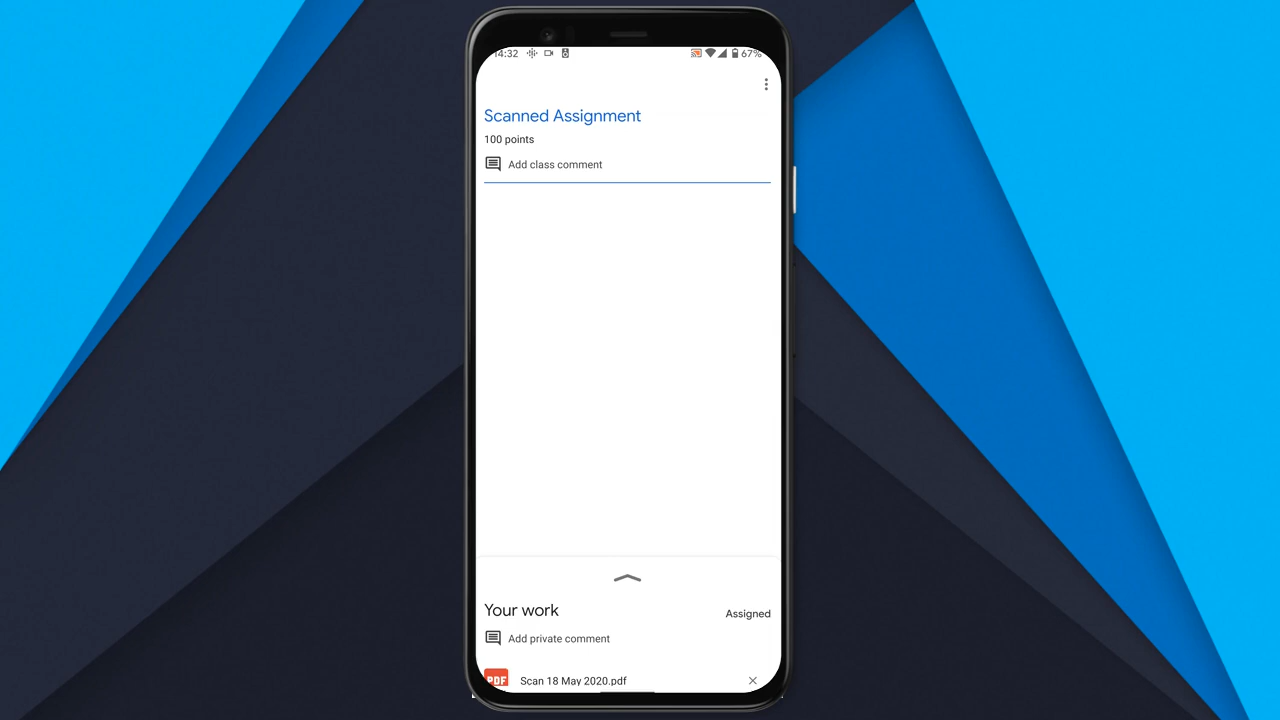 14:32 67%
Scanned Assignment
100 points
Add class comment
Your work
Assigned
Add private comment
PDF Scan 18 May 2020.pdf